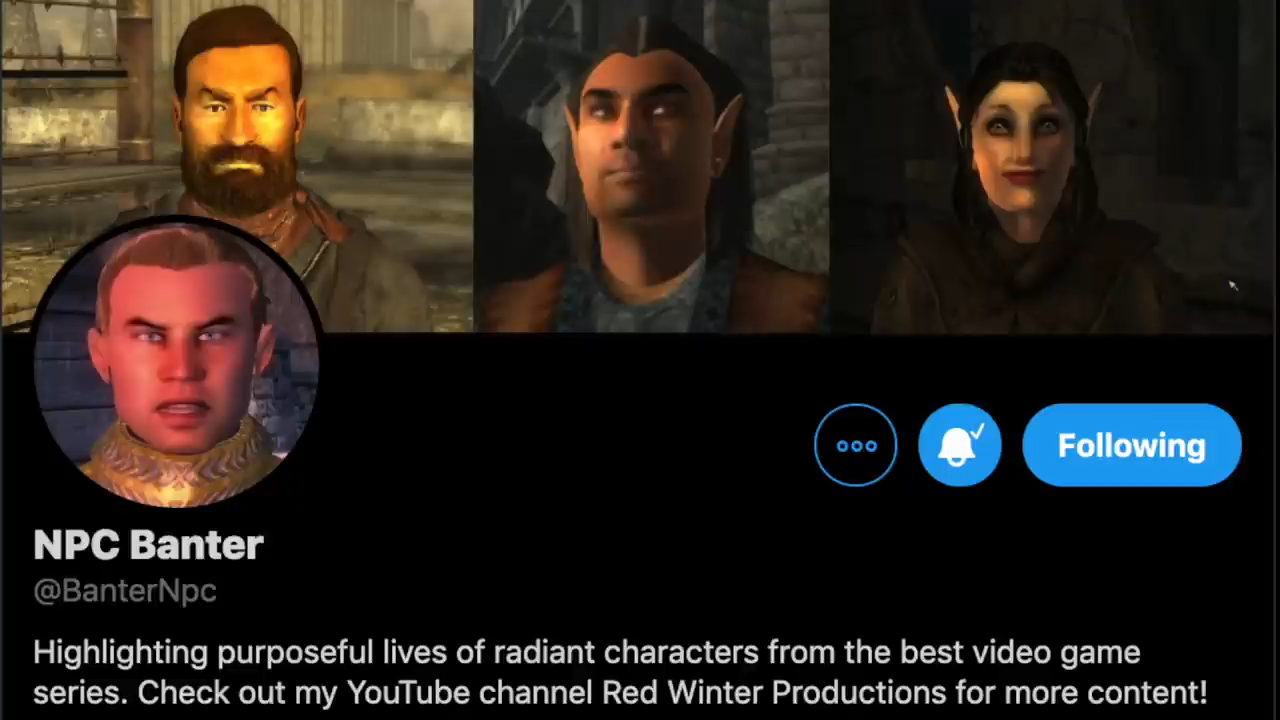 Following
NPC Banter
@BanterNpc
Highlighting purposeful lives of radiant characters from the best video game
series. Check out my YouTube channel Red Winter Productions for more content!